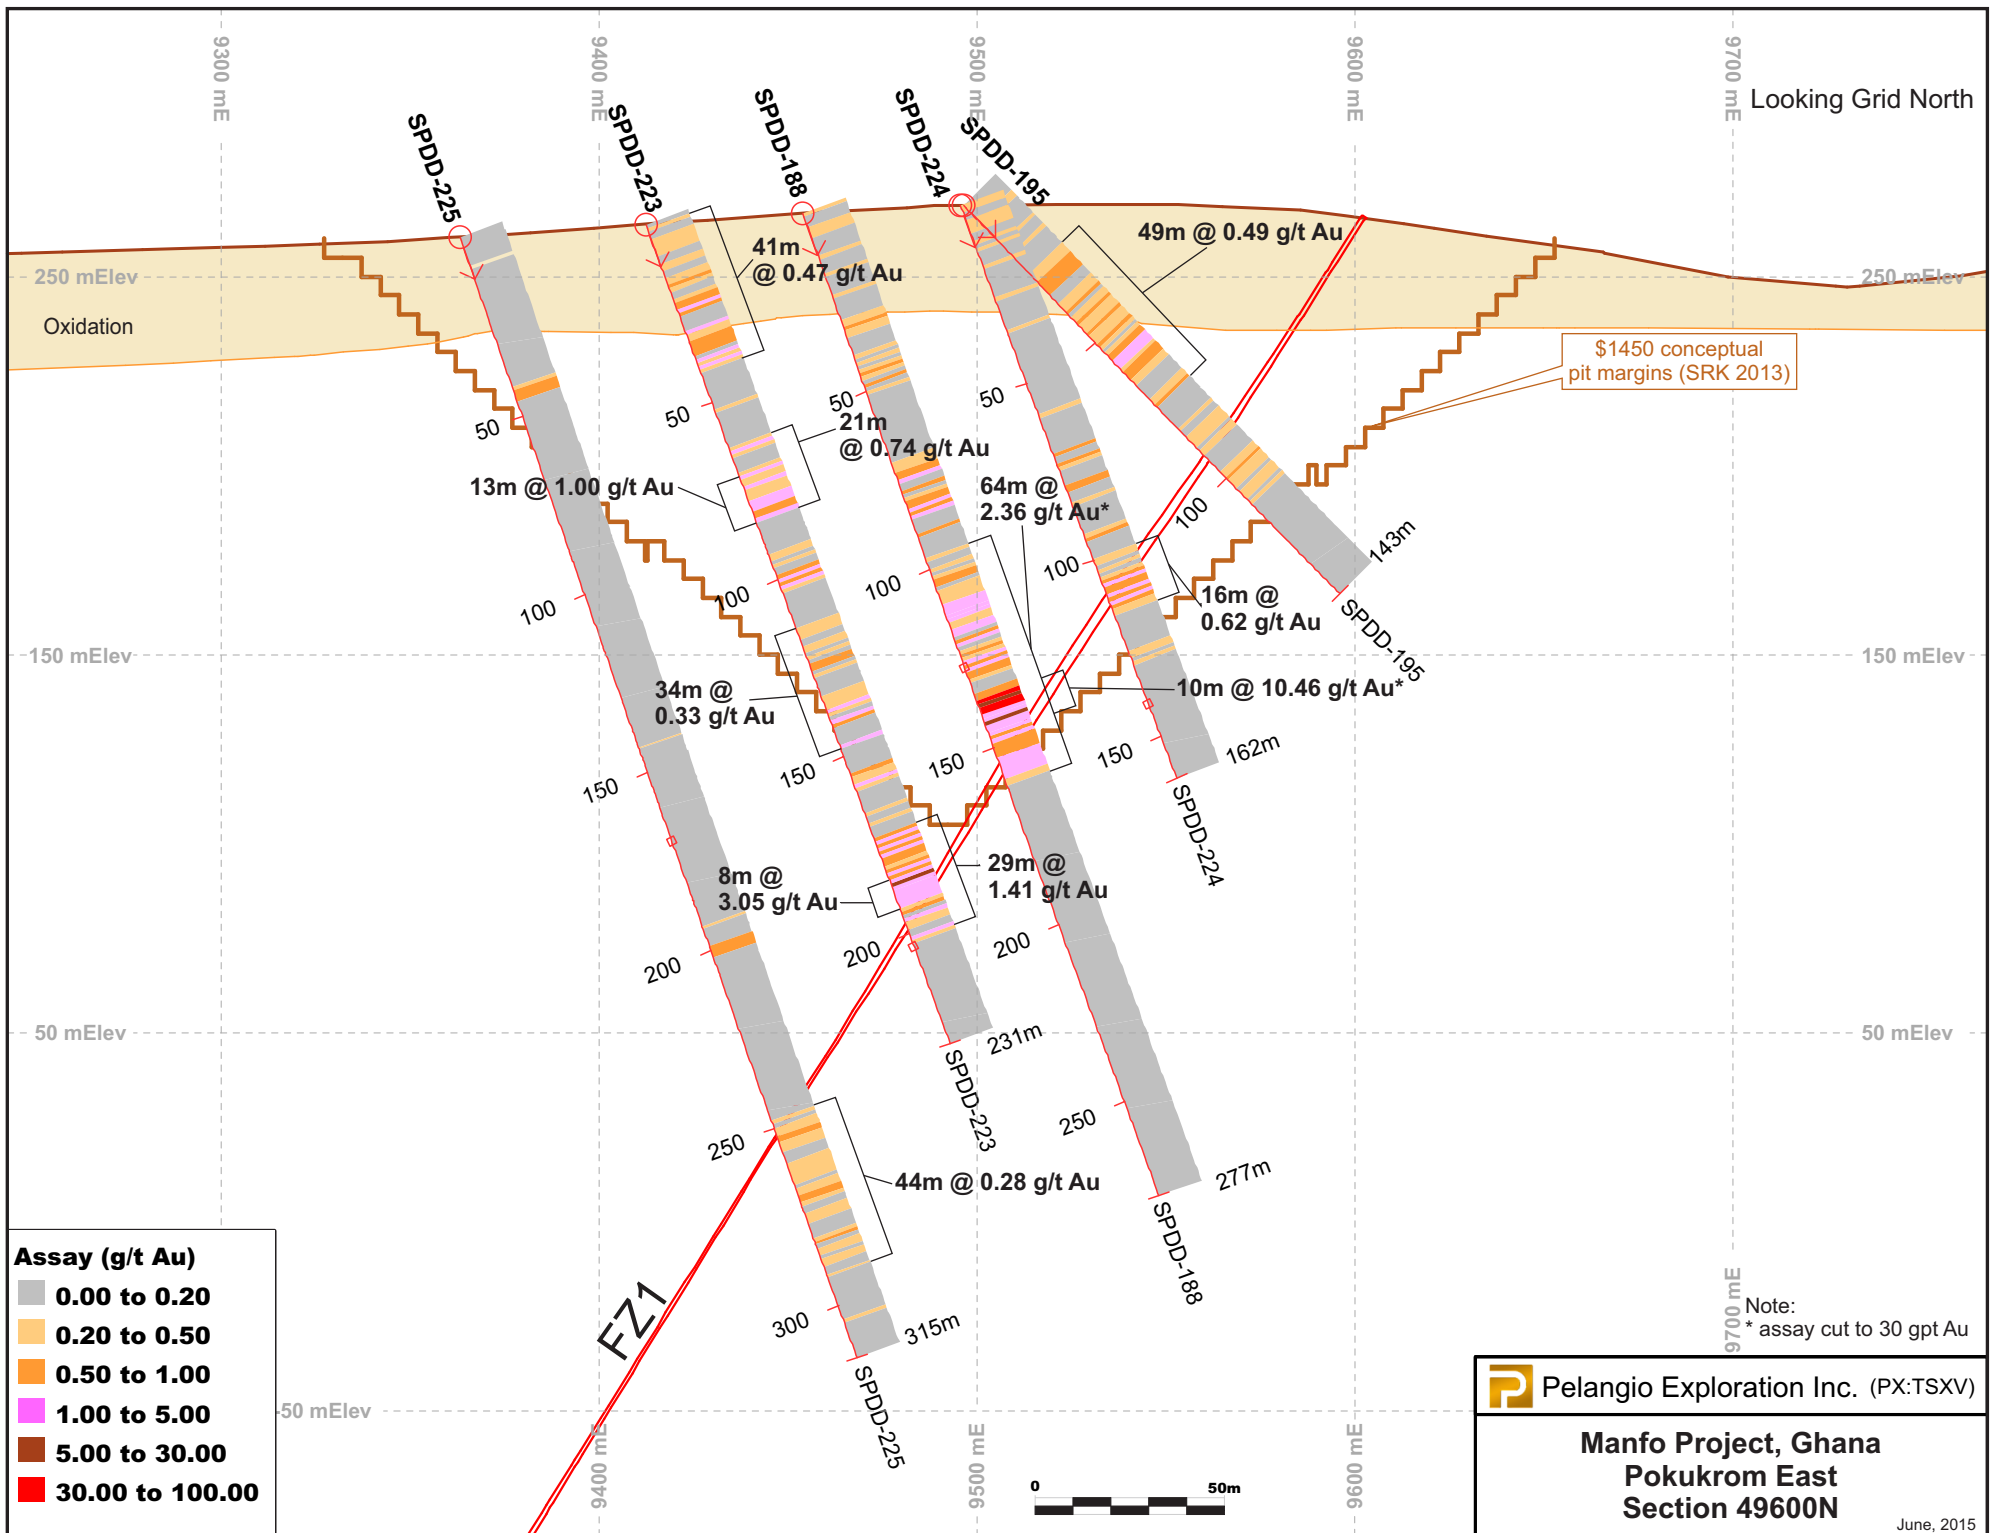 9300 mE
9400 mE
9500 mE
9600 mE
9700 mE
Looking Grid North
SPDD-225
SPDD-223
SPDD-188
SPDD-224
SPDD-195
41m
@ 0.47 g/t Au
49m @ 0.49 g/t Au
250 mElev
250 mElev
Oxidation
$1450 conceptual
pit margins (SRK 2013)
50
50
50
50
21m
@ 0.74 g/t Au
13m @ 1.00 g/t Au
64m @
2.36 g/t Au*
100
143m
100
100
100
100
16m @
0.62 g/t Au
SPDD-195
150 mElev
150 mElev
34m @
0.33 g/t Au
10m @ 10.46 g/t Au*
150
150
150
150
162m
SPDD-224
8m @
3.05 g/t Au
29m @
1.41 g/t Au
200
200
200
50 mElev
50 mElev
231m
SPDD-223
250
250
44m @ 0.28 g/t Au
277m
SPDD-188
300
315m
SPDD-225
FZ1
-50 mElev
Assay (g/t Au)
0.00 to 0.20
0.20 to 0.50
0.50 to 1.00
1.00 to 5.00
5.00 to 30.00
30.00 to 100.00
9400 mE
9500 mE
9600 mE
9700 mE
0
50m
Note:
* assay cut to 30 gpt Au
Pelangio Exploration Inc. (PX:TSXV)
Manfo Project, Ghana
Pokukrom East
Section 49600N
June, 2015